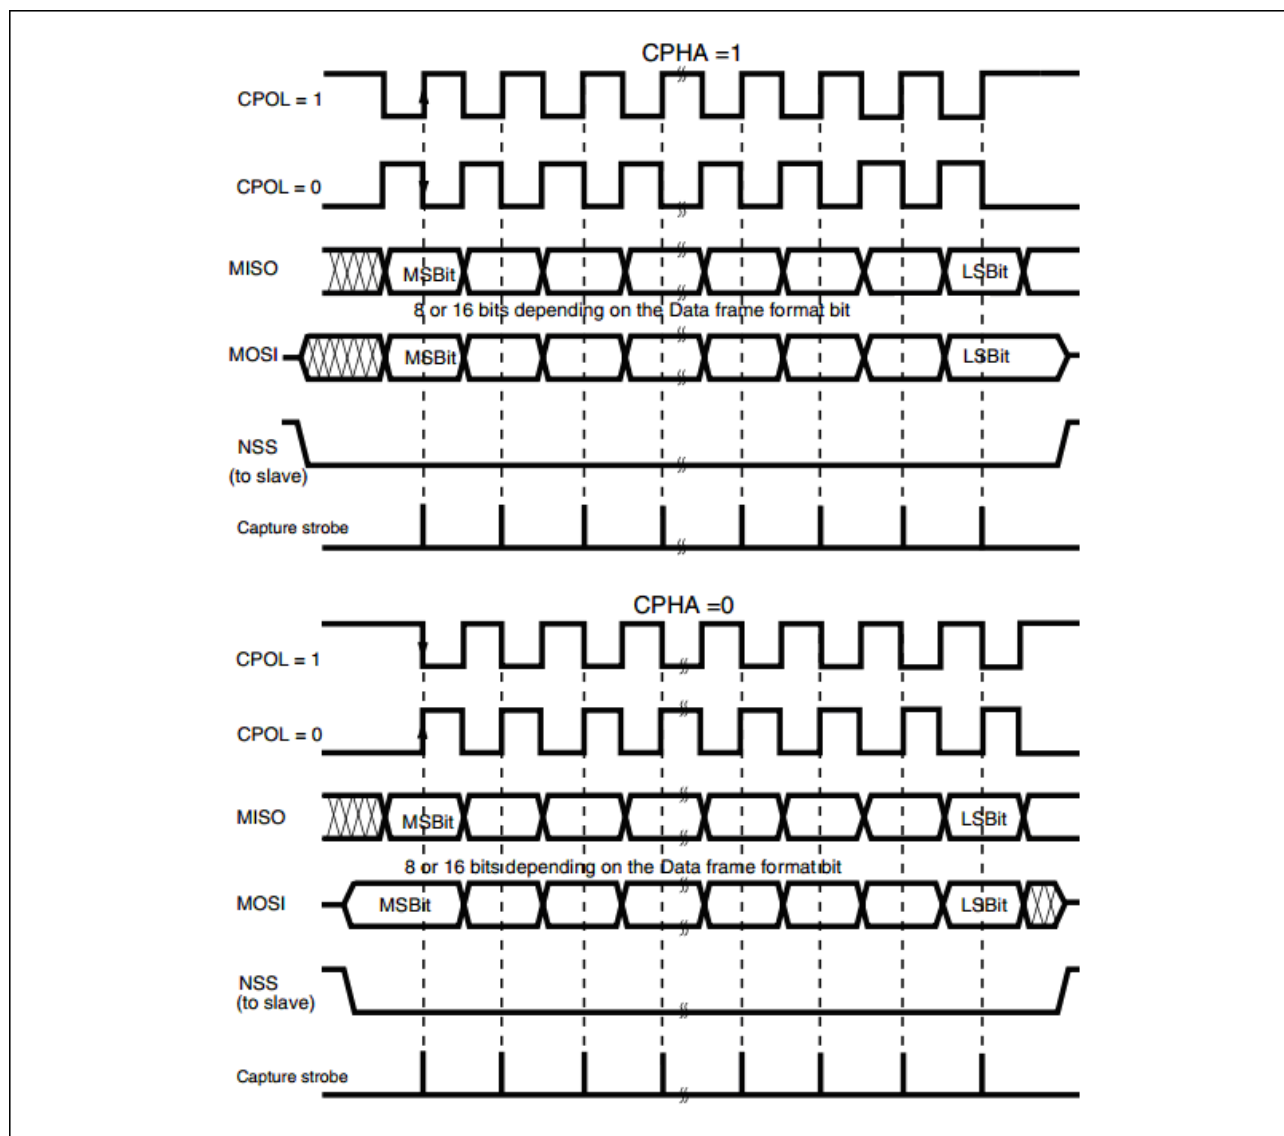 CPHA =1
CPOL = 1
CPOL = 0
MISO MSBit LSBit
8 or 16 bits depending on the Data frame format bit
MOSI MSBit LSBit
NSS
(to slave)
Capture strobe
CPHA =0
CPOL = 1
CPOL = 0
MISO MSBit LSBit
8 or 16 bits depending on the Data frame format bit
MOSI MSBit LSBit
NSS
(to slave)
Capture strobe